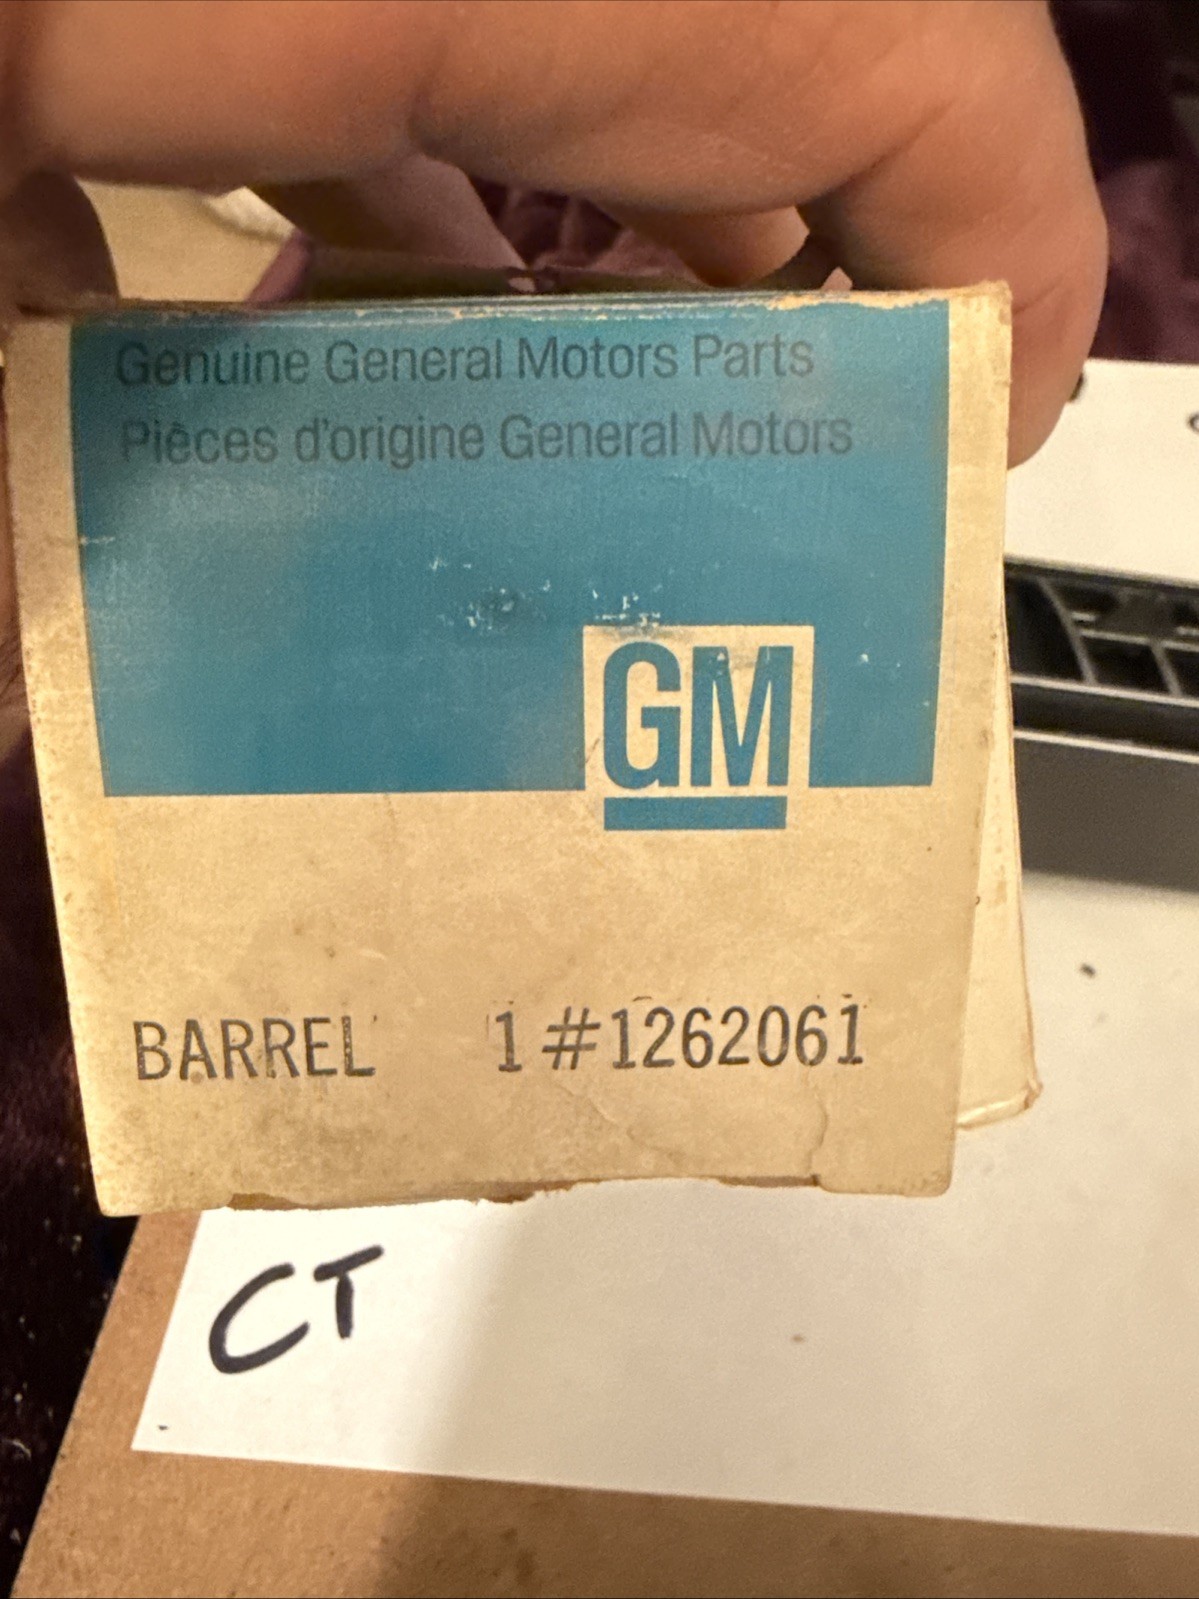 Genuine General Motors Parts
Pièces d'origine General Motors
GM
BARREL 1 #1262061
CT